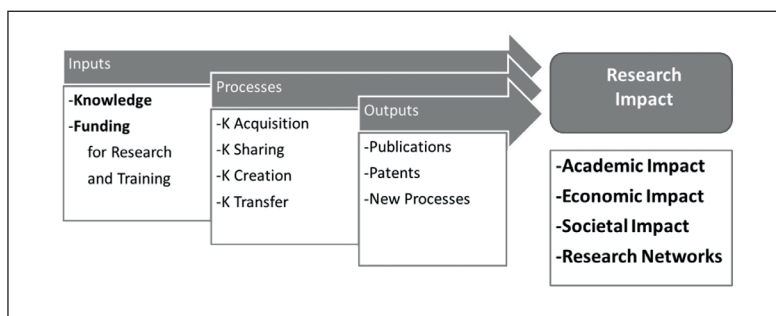 Inputs
-Knowledge
-Funding
for Research
and Training
Processes
-K Acquisition
-K Sharing
-K Creation
-K Transfer
Outputs
-Publications
-Patents
-New Processes
Research
Impact
-Academic Impact
-Economic Impact
-Societal Impact
-Research Networks